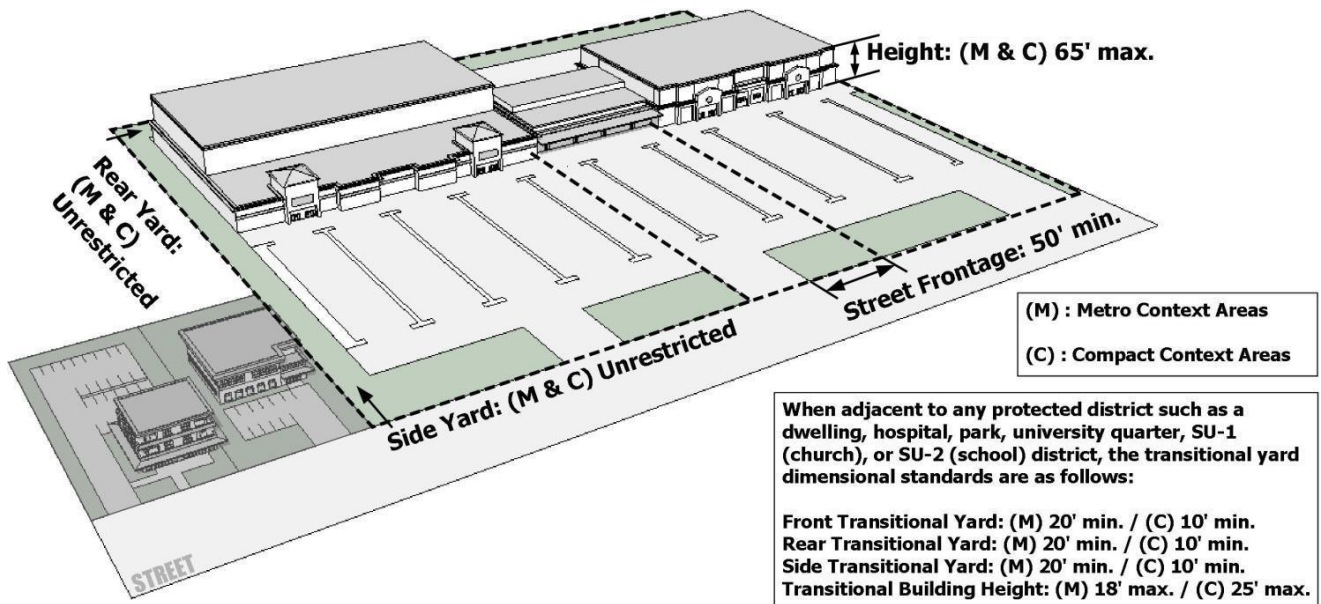 Height: (M & C) 65' max.
Rear Yard:
(M & C)
Unrestricted
Street Frontage: 50' min.
Side Yard: (M & C) Unrestricted
(M) : Metro Context Areas
(C) : Compact Context Areas
When adjacent to any protected district such as a
dwelling, hospital, park, university quarter, SU-1
(church), or SU-2 (school) district, the transitional yard
dimensional standards are as follows:
Front Transitional Yard: (M) 20' min. / (C) 10' min.
Rear Transitional Yard: (M) 20' min. / (C) 10' min.
Side Transitional Yard: (M) 20' min. / (C) 10' min.
Transitional Building Height: (M) 18' max. / (C) 25' max.
STREET